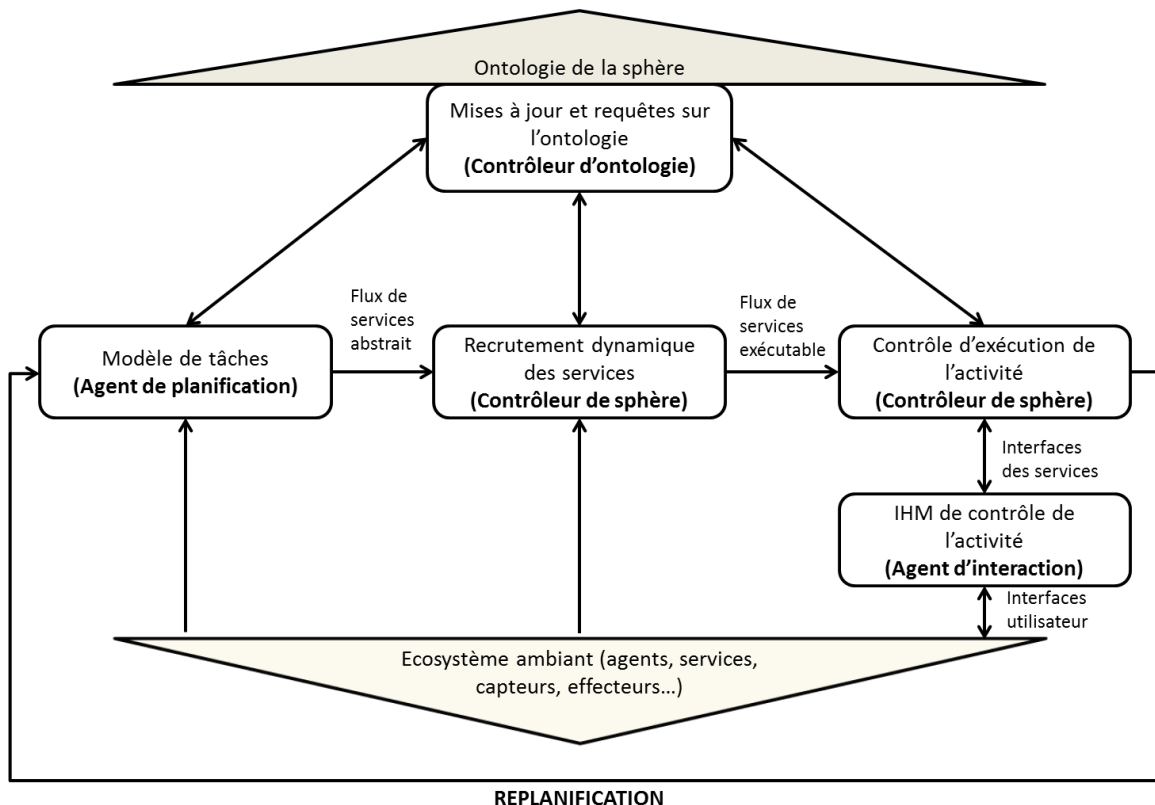 Ontologie de la sphère
Mises à jour et requêtes sur
l’ontologie
(Contrôleur d’ontologie)
Flux de
services
abstrait
Flux de
services
exécutable
Modèle de tâches
(Agent de planification)
Recrutement dynamique
des services
(Contrôleur de sphère)
Contrôle d’exécution de
l’activité
(Contrôleur de sphère)
Interfaces
des services
IHM de contrôle de
l’activité
(Agent d’interaction)
Interfaces
utilisateur
Ecosystème ambiant (agents, services,
capteurs, effecteurs…)
REPLANIFICATION